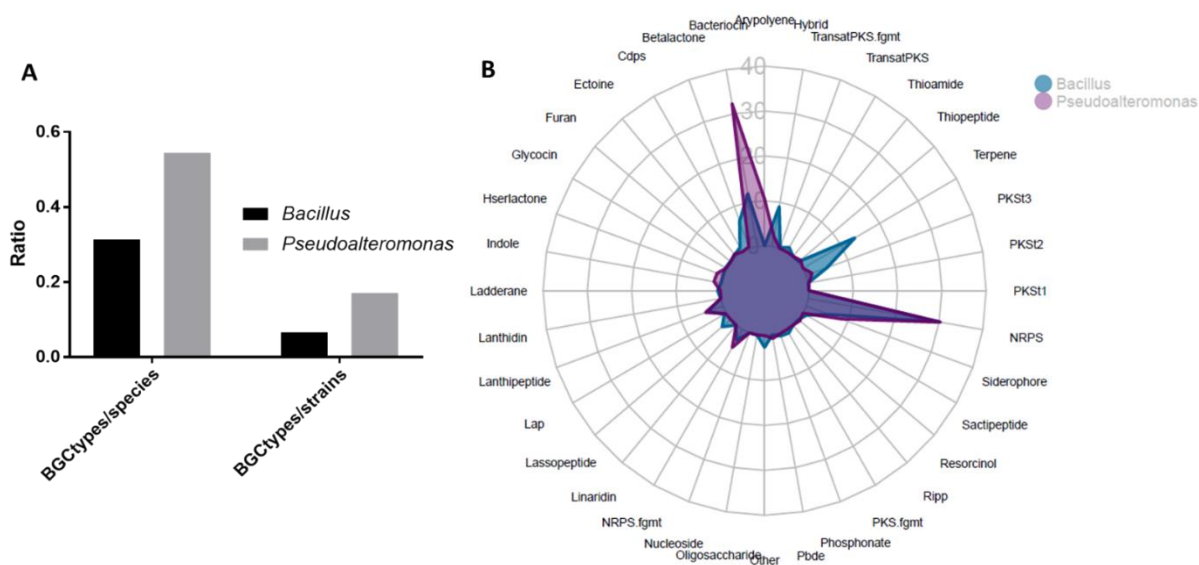 A
Ratio
0.6
0.4
0.2
0.0
Bacillus
Pseudoalteromonas
BGCtypes/species
BGCtypes/strains
B
Bacillus
Pseudoalteromonas
40
30
Arypolyene
Hybrid
TransatPKS.fgmt
TransatPKS
Thioamide
Thiopeptide
Terpene
PKSt3
PKSt2
PKSt1
NRPS
Siderophore
Sactipeptide
Resorcinol
Ripp
PKS.fgmt
Phosphonate
Pbde
Other
Oligosaccharide
Nucleoside
NRPS.fgmt
Linaridin
Lassopeptide
Lap
Lanthipeptide
Lanthidin
Ladderane
Indole
Hserlactone
Glycocin
Furan
Ectoine
Cdps
Betalactone
Bacteriocin